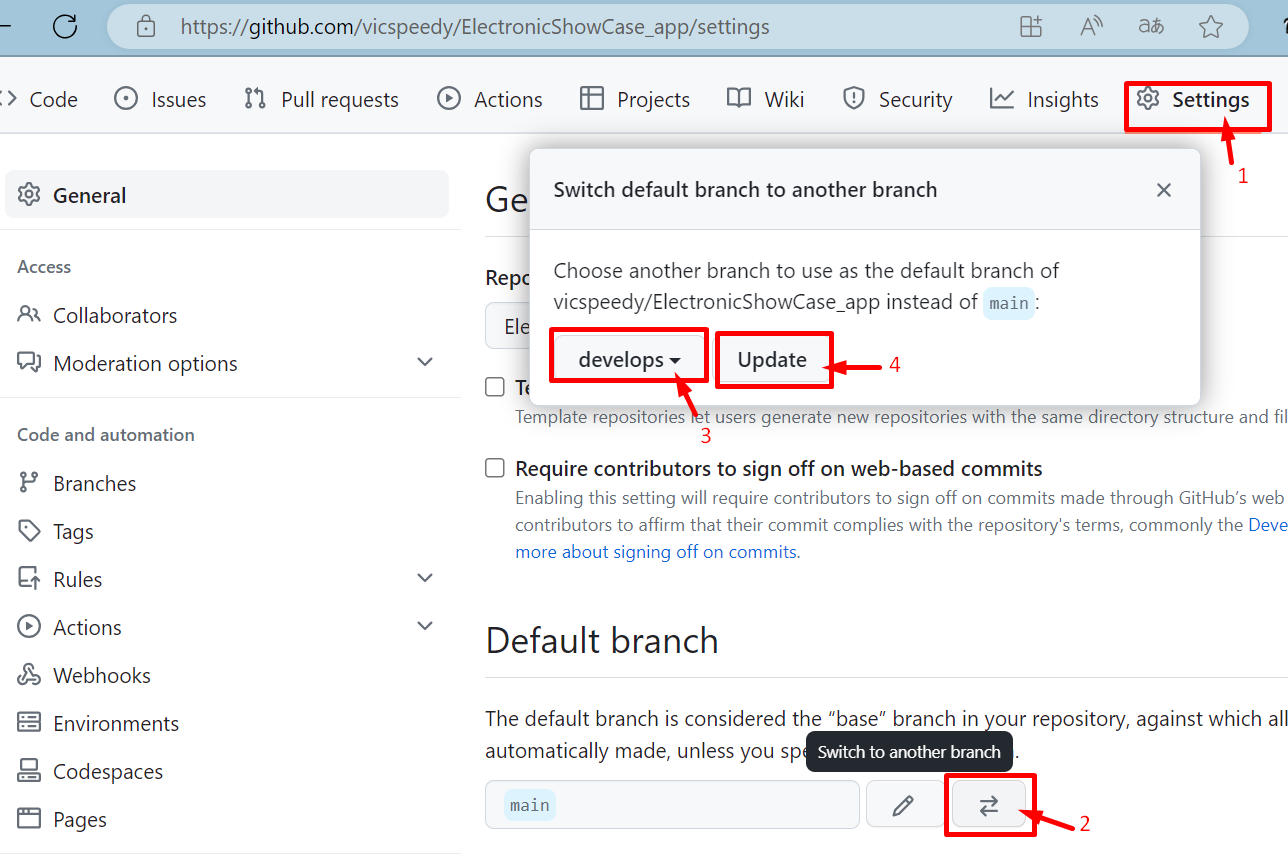 https://github.com/vicspeedy/ElectronicShowCase_app/settings
Code Issues Pull requests Actions Projects Wiki Security Insights Settings
1
General
Access
Collaborators
Moderation options
Code and automation
Branches
Tags
Rules
Actions
Webhooks
Environments
Codespaces
Pages
Ge
Repo
Ele
Switch default branch to another branch
Choose another branch to use as the default branch of
vicspeedy/ElectronicShowCase_app instead of main:
develops Update
4
3
Te
Template repositories let users generate new repositories with the same directory structure and fil
Require contributors to sign off on web-based commits
Enabling this setting will require contributors to sign off on commits made through GitHub’s web
contributors to affirm that their commit complies with the repository's terms, commonly the Deve
more about signing off on commits.
Default branch
The default branch is considered the “base” branch in your repository, against which all
automatically made, unless you spe
Switch to another branch
.
main
2